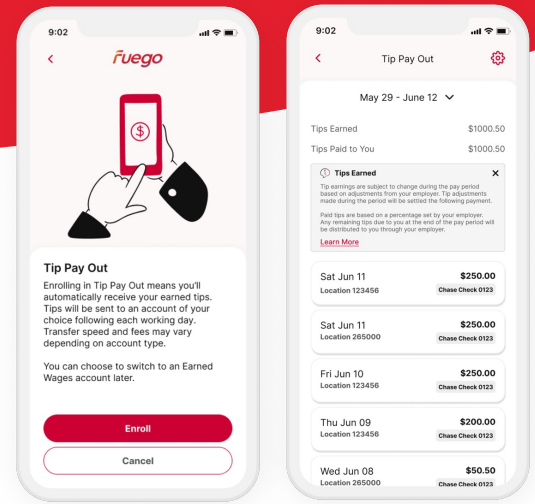 9:02
fuego
$
Tip Pay Out
Enrolling in Tip Pay Out means you'll
automatically receive your earned tips.
Tips will be sent to an account of your
choice following each working day.
Transfer speed and fees may vary
depending on account type.
You can choose to switch to an Earned
Wages account later.
Enroll
Cancel
9:02
Tip Pay Out
May 29 - June 12
Tips Earned $1000.50
Tips Paid to You $1000.50
Tips Earned
Tip earnings are subject to change during the pay period
based on adjustments from your employer. Tip adjustments
made during the period will be settled the following payment.
Paid tips are based on a percentage set by your employer.
Any remaining tips due to you at the end of the pay period will
be distributed to you through your employer.
Learn More
Sat Jun 11 $250.00
Location 123456 Chase Check 0123
Sat Jun 11 $250.00
Location 265000 Chase Check 0123
Fri Jun 10 $250.00
Location 123456 Chase Check 0123
Thu Jun 09 $200.00
Location 123456 Chase Check 0123
Wed Jun 08 $50.50
Location 265000 Chase Check 0123